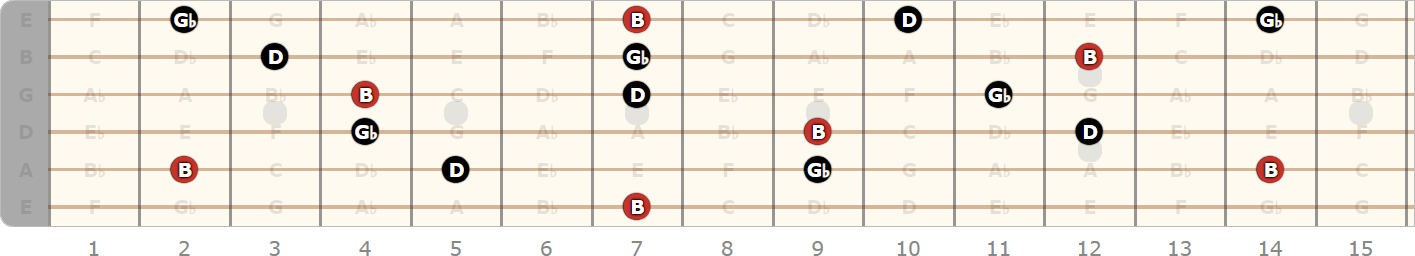 E F G♭ G A♭ A B♭ B C D♭ D E♭ E F G♭ G
B C D♭ D E♭ E F G♭ G A♭ A B♭ B C D♭ D
G A♭ A B♭ B C D♭ D E♭ E F G♭ G A♭ A B♭
D E♭ E F G♭ G A♭ A B♭ B C D♭ D E♭ E F
A B♭ B C D♭ D E♭ E F G♭ G A♭ A B♭ B C
E F G♭ G A♭ A B♭ B C D♭ D E♭ E F G♭ G
1 2 3 4 5 6 7 8 9 10 11 12 13 14 15